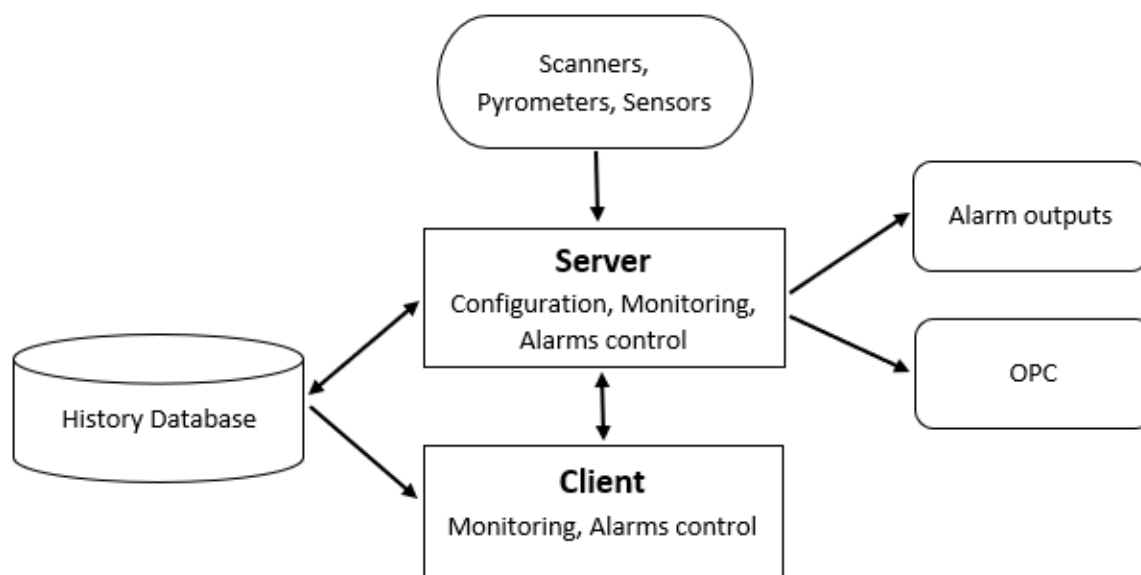 Scanners,
Pyrometers, Sensors
Alarm outputs
Server
Configuration, Monitoring,
Alarms control
OPC
History Database
Client
Monitoring, Alarms control